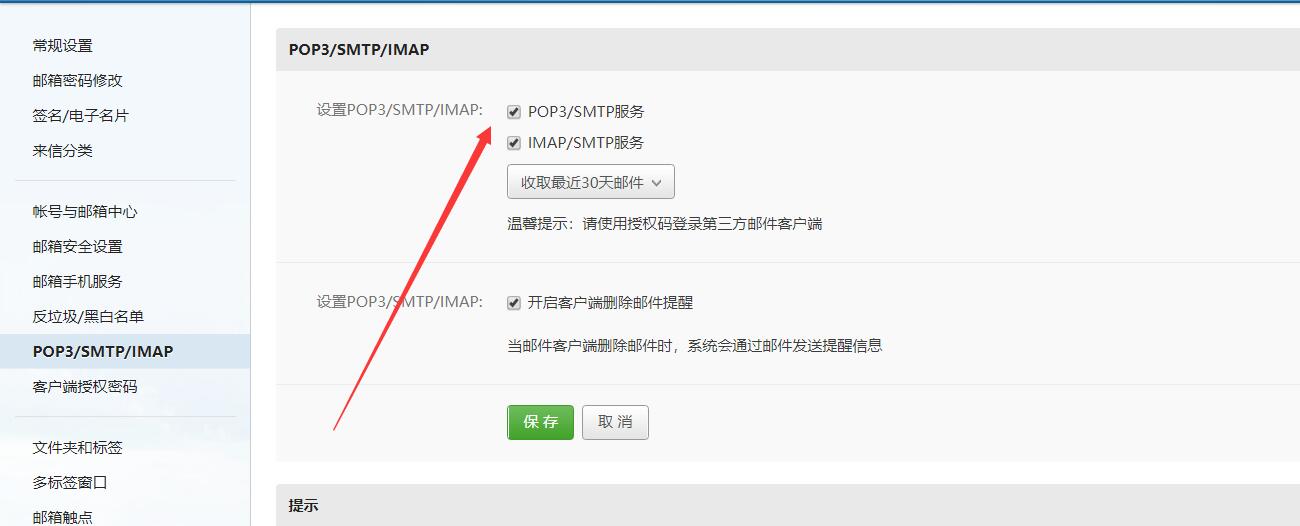 常规设置
邮箱密码修改
签名/电子名片
来信分类
帐号与邮箱中心
邮箱安全设置
邮箱手机服务
反垃圾/黑白名单
POP3/SMTP/IMAP
客户端授权密码
文件夹和标签
多标签窗口
邮箱触点
POP3/SMTP/IMAP
设置POP3/SMTP/IMAP: POP3/SMTP服务
IMAP/SMTP服务
收取最近30天邮件
温馨提示：请使用授权码登录第三方邮件客户端
设置POP3/SMTP/IMAP: 开启客户端删除邮件提醒
当邮件客户端删除邮件时，系统会通过邮件发送提醒信息
保 存 取 消
提示